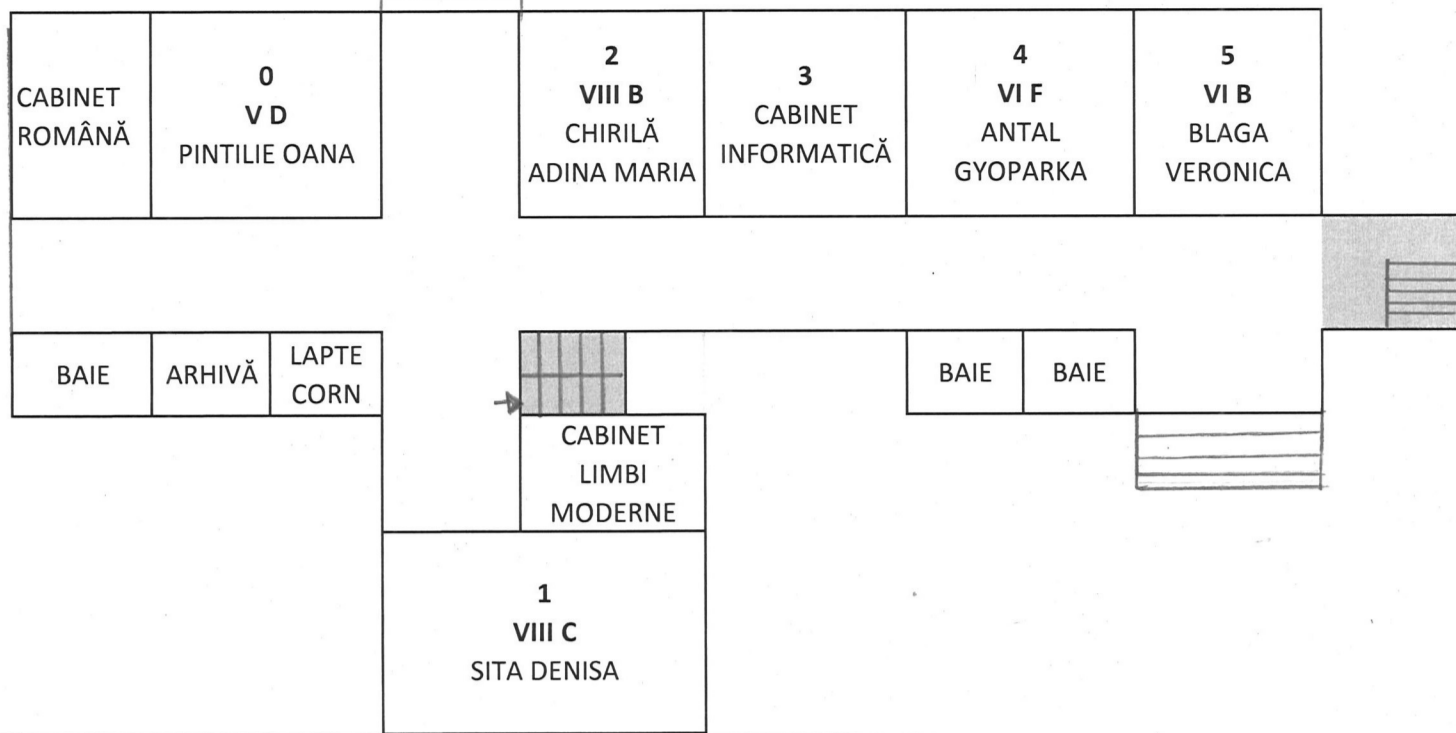 CABINET
ROMÂNĂ
0
V D
PINTILIE OANA
2
VIII B
CHIRILĂ
ADINA MARIA
3
CABINET
INFORMATICĂ
4
VI F
ANTAL
GYOPARKA
5
VI B
BLAGA
VERONICA
BAIE
ARHIVĂ
LAPTE
CORN
BAIE
BAIE
CABINET
LIMBI
MODERNE
1
VIII C
SITA DENISA